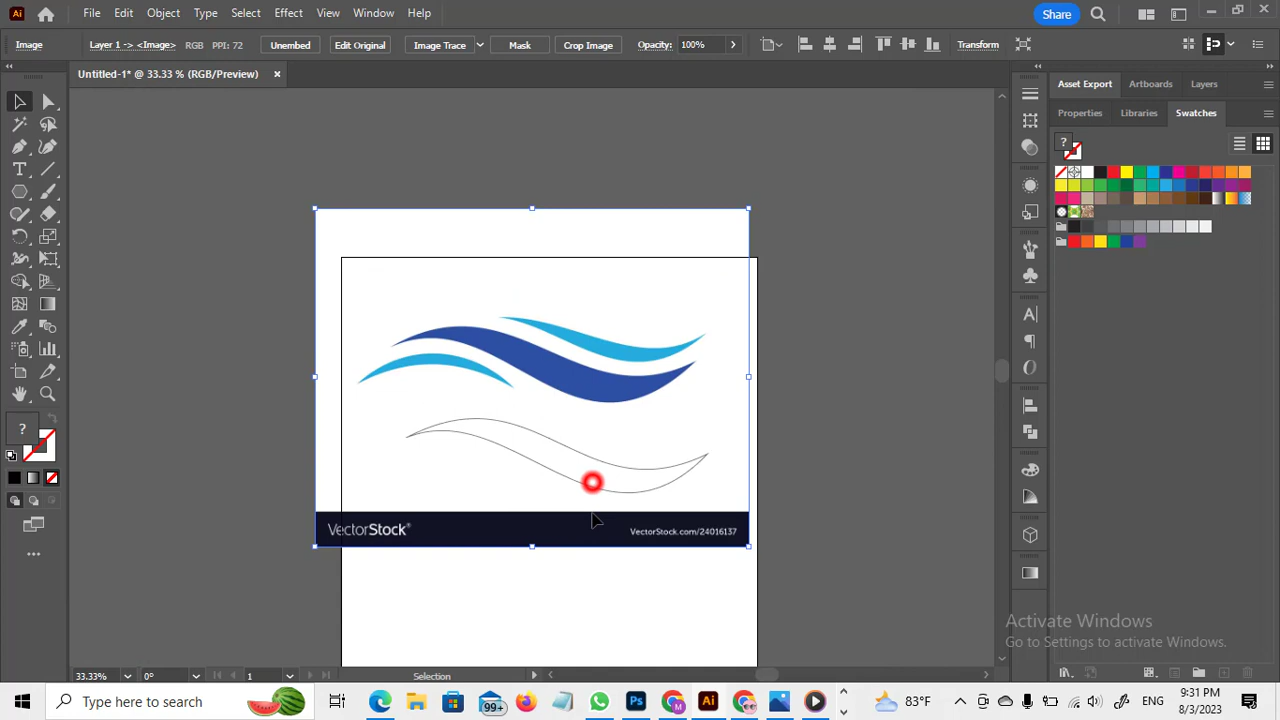 Ai
File Edit Object Type Select Effect View Window Help
Share
Image
Layer 1 -> <Image>
RGB
PPI: 72
Unembed
Edit Original
Image Trace
Mask
Crop Image
Opacity: 100%
Transform
Untitled-1* @ 33.33 % (RGB/Preview) ×
Asset Export
Artboards
Layers
Properties
Libraries
Swatches
T
?
?
VectorStock®
VectorStock.com/24016137
A
Activate Windows
Go to Settings to activate Windows.
33.33%
0°
1
Selection
Type here to search
99+
Ps
M
Ai
83°F
9:31 PM
8/3/2023